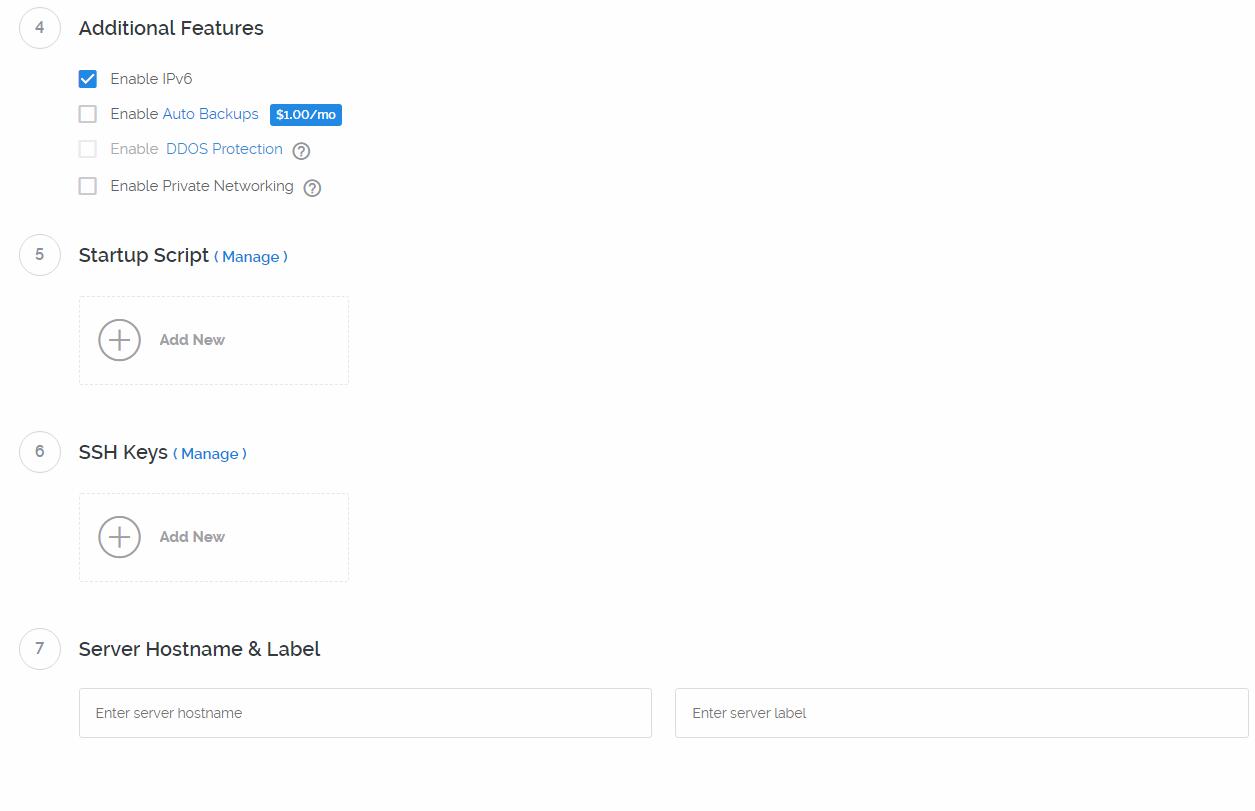 4 Additional Features
Enable IPv6
Enable Auto Backups $1.00/mo
Enable DDOS Protection ?
Enable Private Networking ?
5 Startup Script ( Manage )
Add New
6 SSH Keys ( Manage )
Add New
7 Server Hostname & Label
Enter server hostname Enter server label